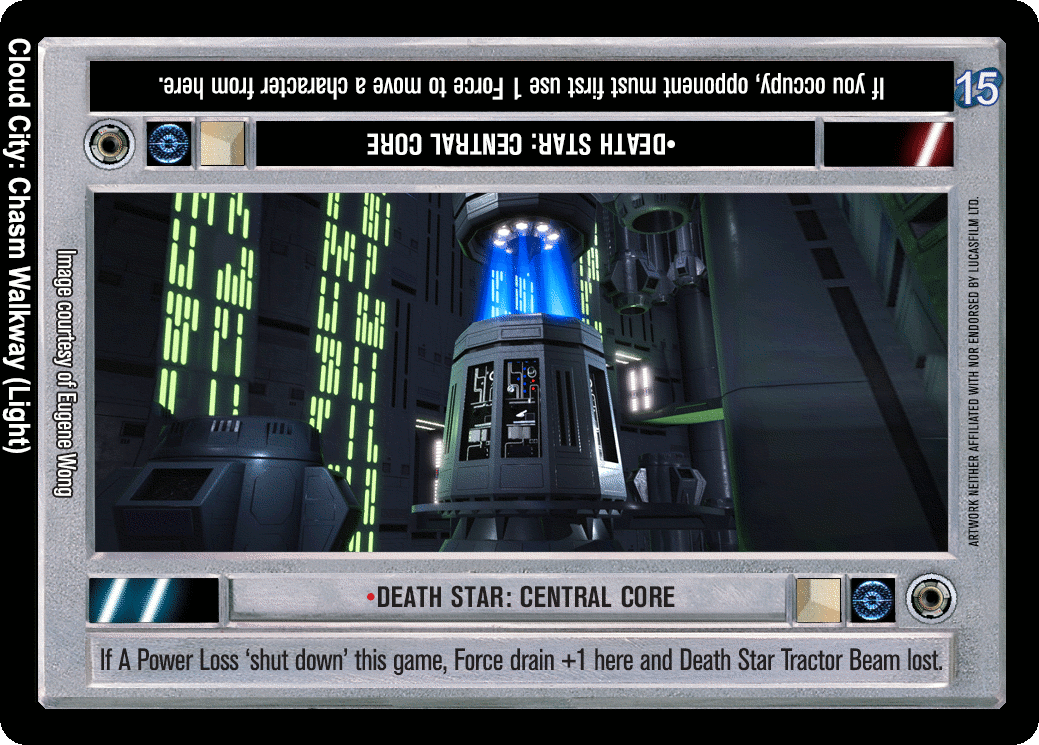 If you occupy, opponent must first use 1 Force to move a character from here.
15
•DEATH STAR: CENTRAL CORE
Cloud City: Chasm Walkway (Light)
Image courtesy of Eugene Wong
ARTWORK NEITHER AFFILIATED WITH NOR ENDORSED BY LUCASFILM LTD.
•DEATH STAR: CENTRAL CORE
If A Power Loss ‘shut down’ this game, Force drain +1 here and Death Star Tractor Beam lost.